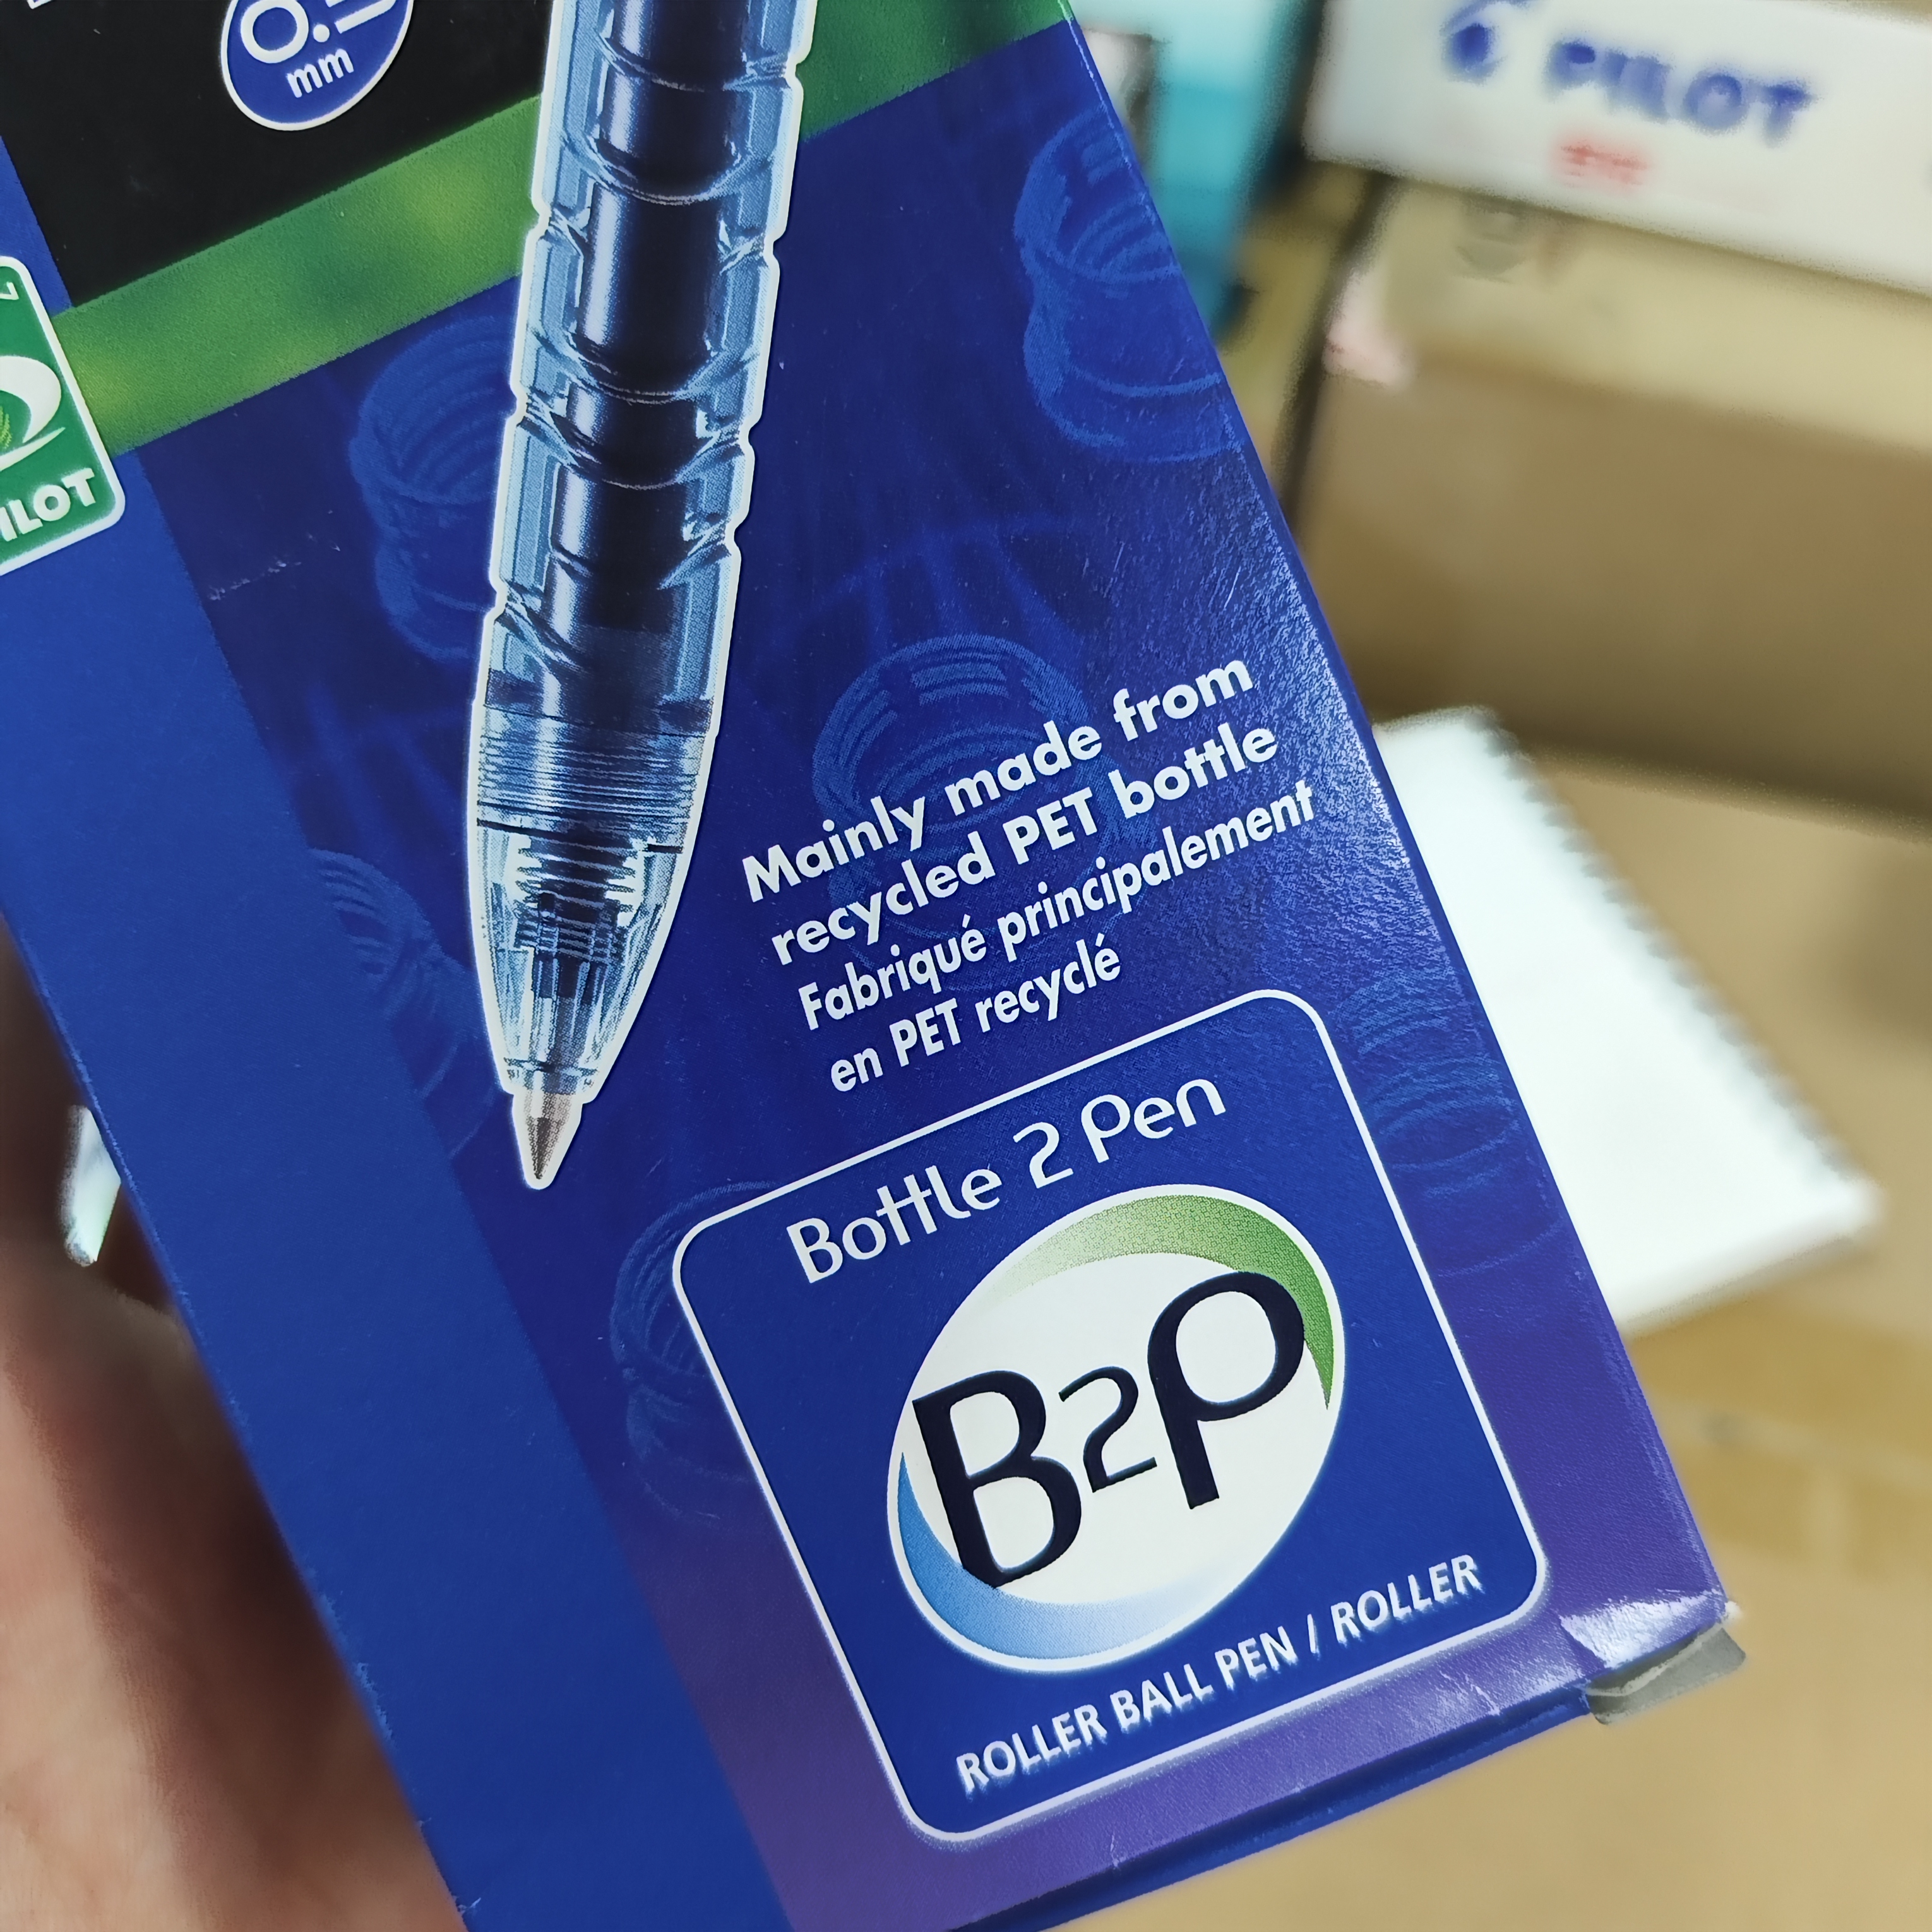 mm
PILOT
Mainly made from
recycled PET bottle
Fabriqué principalement
en PET recyclé
Bottle 2 Pen
B2P
ROLLER BALL PEN / ROLLER